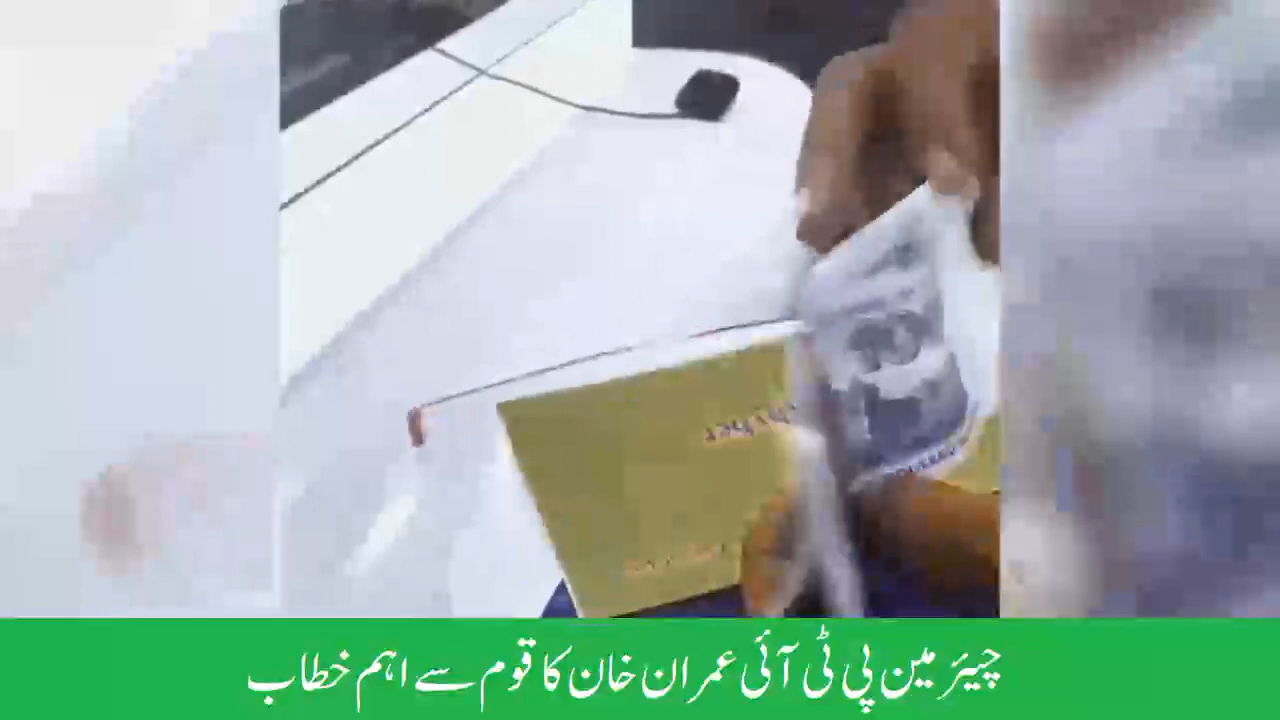 چیئرمین پی ٹی آئی عمران خان کا قوم سے اہم خطاب